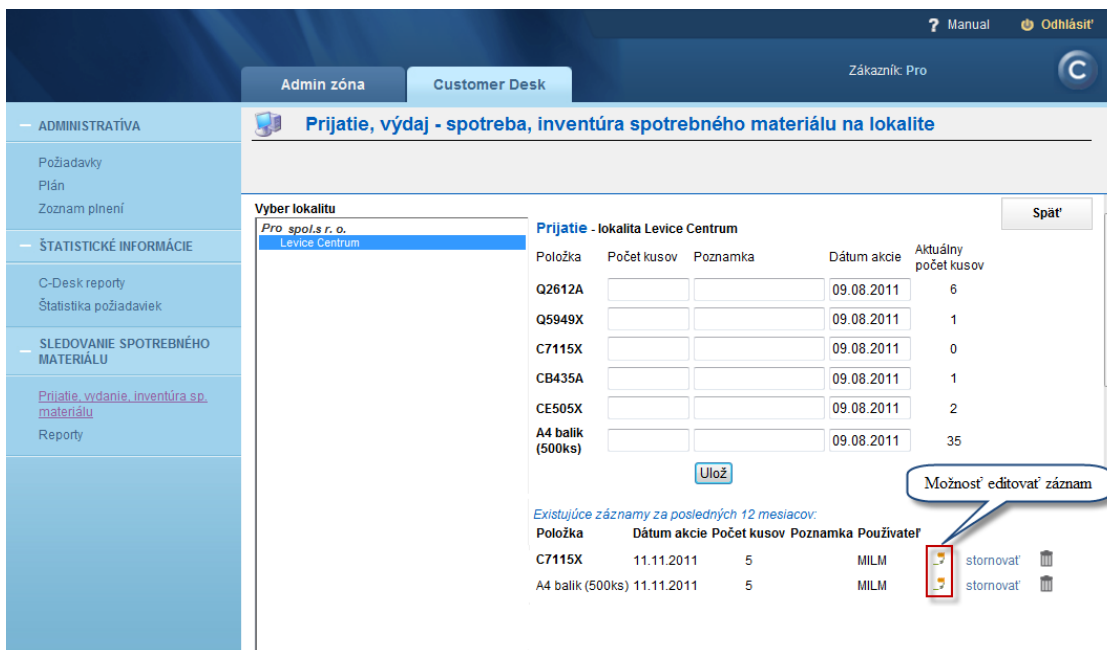 ? Manual
Odhlásiť
Admin zóna
Customer Desk
Zákazník: Pro
C
ADMINISTRATÍVA
Požiadavky
Plán
Zoznam plnení
ŠTATISTICKÉ INFORMÁCIE
C-Desk reporty
Štatistika požiadaviek
SLEDOVANIE SPOTREBNÉHO
MATERIÁLU
Prijatie, vydanie, inventúra sp.
materiálu
Reporty
Prijatie, výdaj - spotreba, inventúra spotrebného materiálu na lokalite
Vyber lokalitu
Pro spol.s r. o.
Levice Centrum
Späť
Prijatie - lokalita Levice Centrum
Položka Počet kusov Poznamka Dátum akcie Aktuálny
počet kusov
Q2612A 09.08.2011 6
Q5949X 09.08.2011 1
C7115X 09.08.2011 0
CB435A 09.08.2011 1
CE505X 09.08.2011 2
A4 balik
(500ks) 09.08.2011 35
Ulož
Možnosť editovať záznam
Existujúce záznamy za posledných 12 mesiacov:
Položka Dátum akcie Počet kusov Poznamka Používateľ
C7115X 11.11.2011 5 MILM stornovať
A4 balik (500ks) 11.11.2011 5 MILM stornovať